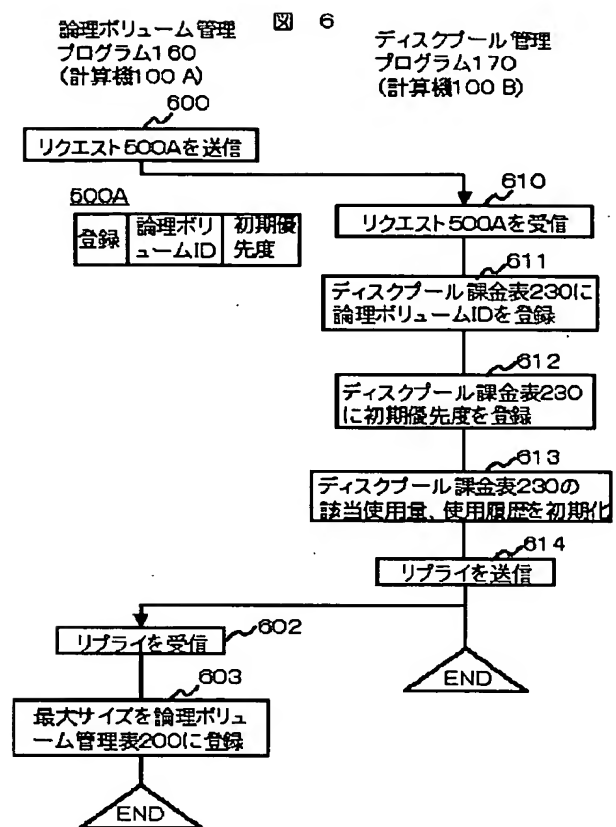 図 6
論理ボリューム管理
プログラム160
(計算機100 A)
ディスクプール管理
プログラム170
(計算機100 B)
600
リクエスト500Aを送信
500A
登録
論理ボリ
ュームID
初期優
先度
610
リクエスト500Aを受信
611
ディスクプール課金表230に
論理ボリュームIDを登録
612
ディスクプール課金表230
に初期優先度を登録
613
ディスクプール課金表230の
該当使用量、使用履歴を初期化
614
リプライを送信
END
リプライを受信
602
603
最大サイズを論理ボリュ
ーム管理表200に登録
END